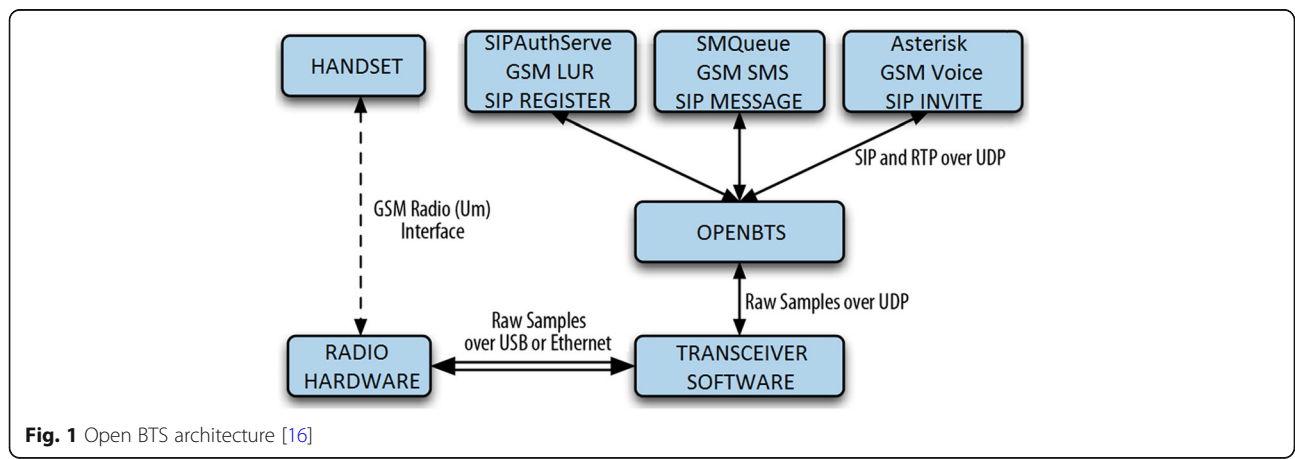 HANDSET
SIPAuthServe
GSM LUR
SIP REGISTER
SMQueue
GSM SMS
SIP MESSAGE
Asterisk
GSM Voice
SIP INVITE
SIP and RTP over UDP
GSM Radio (Um)
Interface
OPENBTS
Raw Samples over UDP
Raw Samples
over USB or Ethernet
RADIO
HARDWARE
TRANSCEIVER
SOFTWARE
Fig. 1 Open BTS architecture [16]